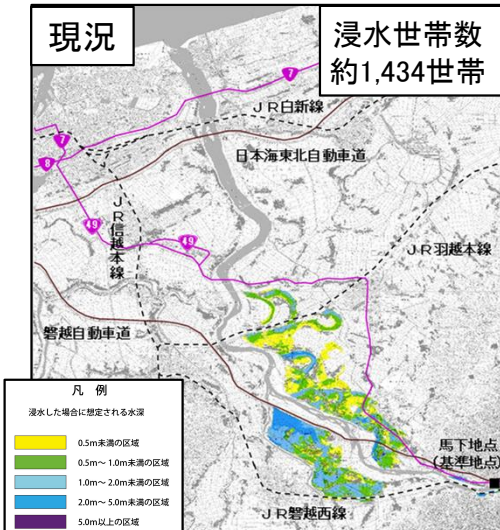 現況
浸水世帯数
約1,434世帯
7
JR白新線
日本海東北自動車道
7
8
49
49
JR信越本線
JR羽越本線
磐越自動車道
馬下地点
(基準地点)
JR磐越西線
凡 例
浸水した場合に想定される水深
0.5m未満の区域
0.5m～1.0m未満の区域
1.0m～2.0m未満の区域
2.0m～5.0m未満の区域
5.0m以上の区域